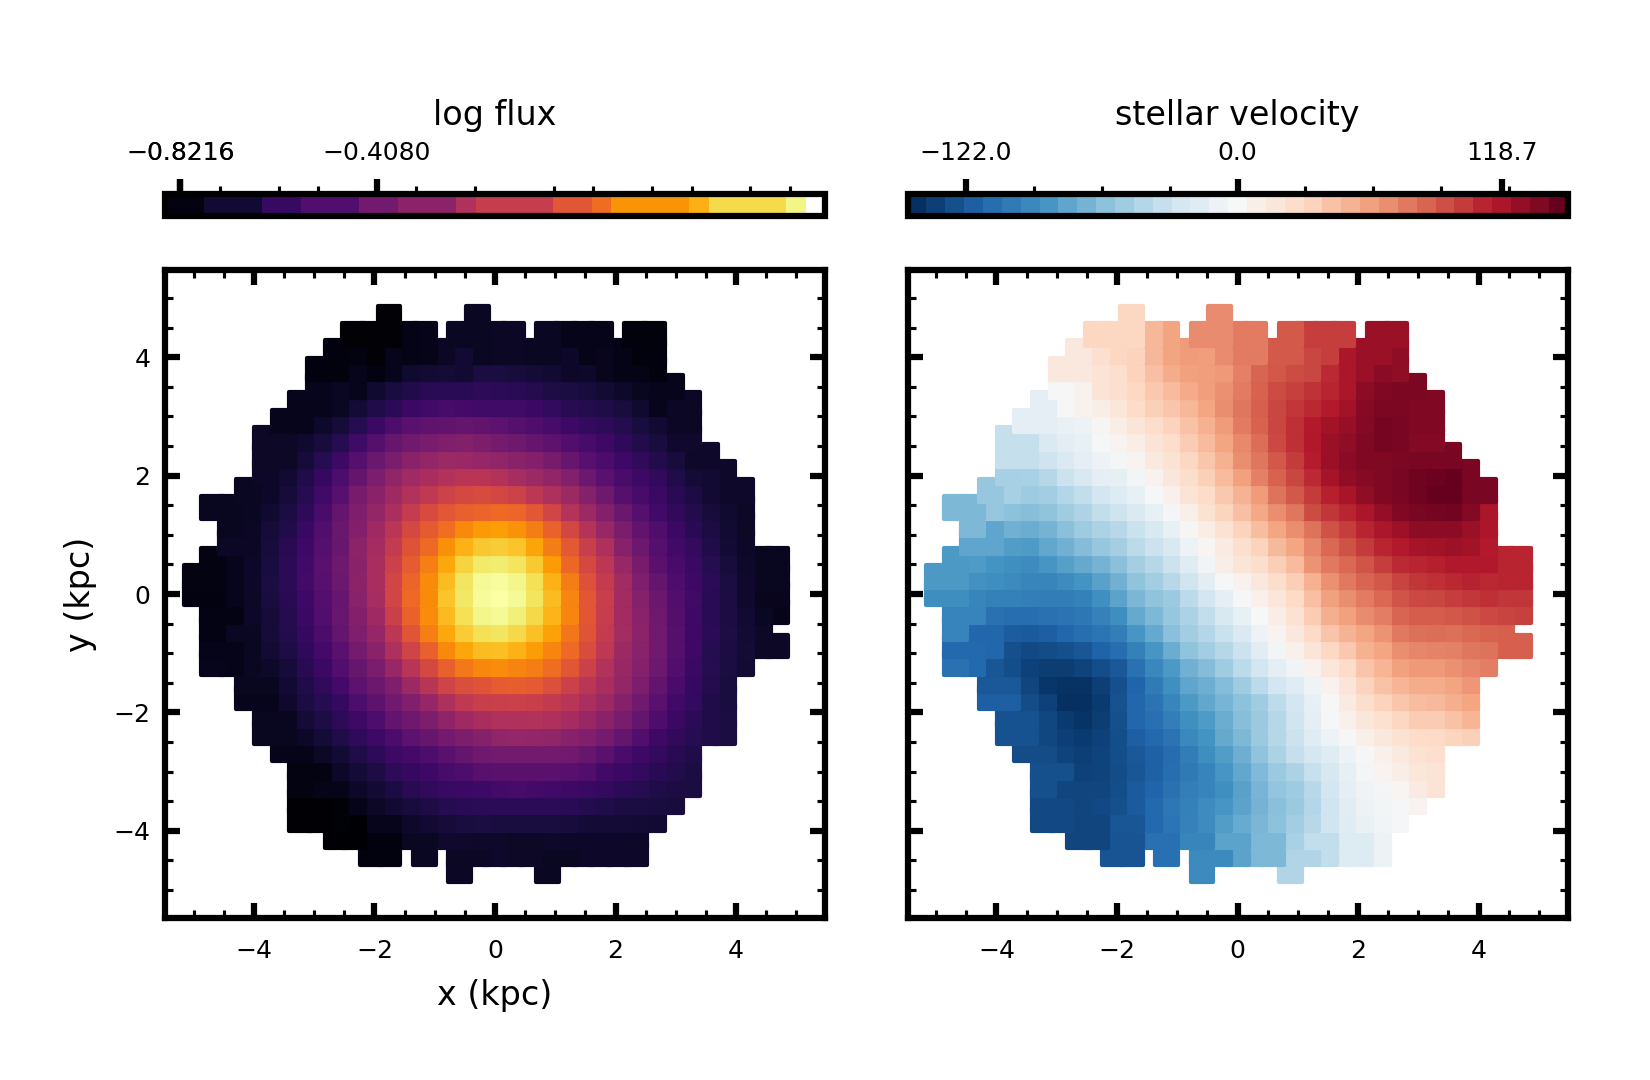 log flux
−0.8216 −0.4080
stellar velocity
−122.0 0.0 118.7
y (kpc)
4
2
0
−2
−4
−4 −2 0 2 4
x (kpc)
−4 −2 0 2 4